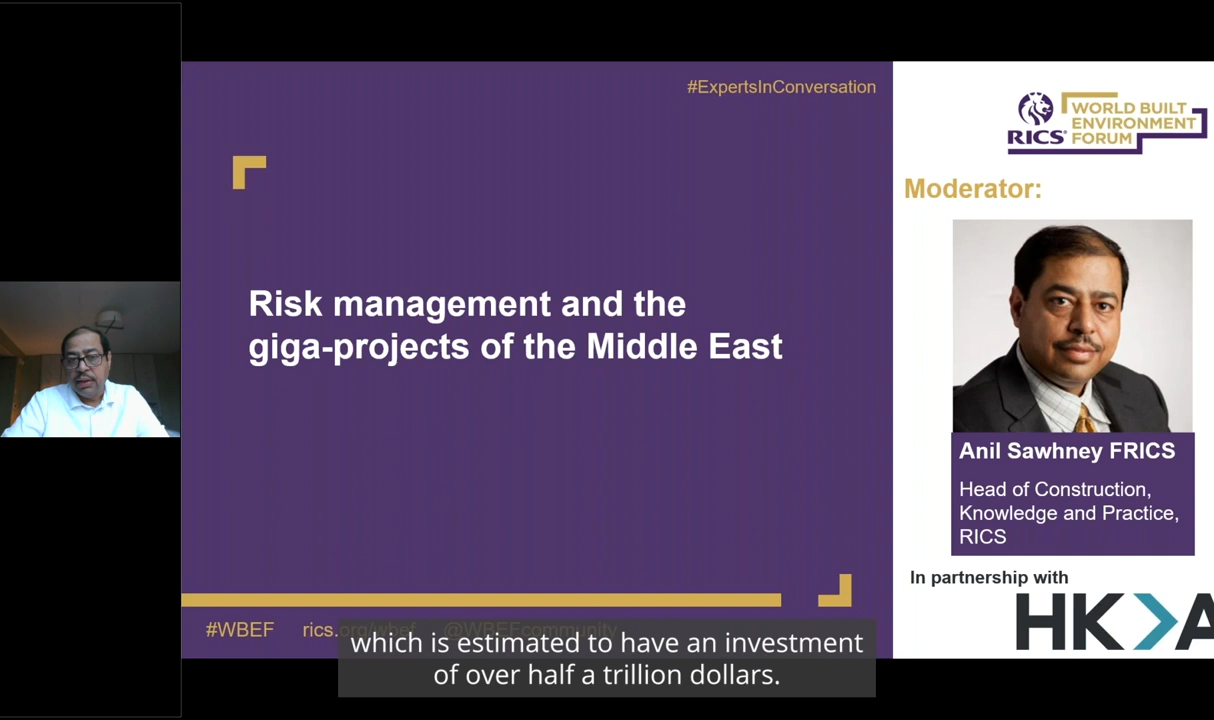 #ExpertsInConversation
Risk management and the
giga-projects of the Middle East
#WBEF rics.org/wbef @WBEFcommunity
which is estimated to have an investment
of over half a trillion dollars.
RICS
WORLD BUILT
ENVIRONMENT
FORUM
Moderator:
Anil Sawhney FRICS
Head of Construction,
Knowledge and Practice,
RICS
In partnership with
HKA